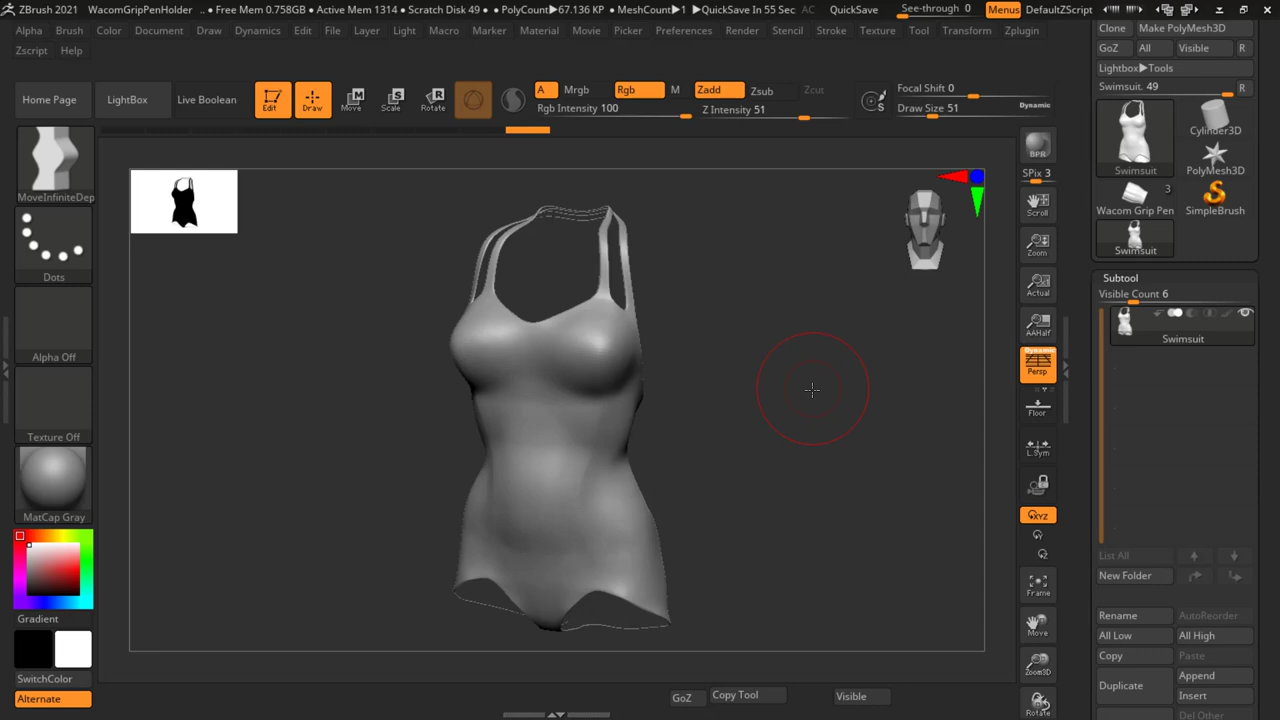 ZBrush 2021 WacomGripPenHolder .. ● Free Mem 0.758GB ● Active Mem 1314 ● Scratch Disk 49 ● PolyCount▶67.136 KP ● MeshCount▶1 ▶QuickSave In 55 Sec AC QuickSave See-through 0 Menus DefaultZScript
Alpha Brush Color Document Draw Dynamics Edit File Layer Light Macro Marker Material Movie Picker Preferences Render Stencil Stroke Texture Tool Transform Zplugin
Zscript Help
Home Page LightBox Live Boolean Edit Draw Move Scale Rotate
A Mrgb Rgb M Zadd Zsub Zcut
Rgb Intensity 100 Z Intensity 51
S Focal Shift 0
Draw Size 51 Dynamic
MoveInfiniteDep
Dots
Alpha Off
Texture Off
MatCap Gray
Gradient
SwitchColor
Alternate
BPR
SPix 3
Scroll
Zoom
Actual
AAHalf
Dynamic
Persp
Floor
L.Sym
XYZ
Frame
Move
Zoom3D
Rotate
GoZ Copy Tool Visible
Clone Make PolyMesh3D
GoZ All Visible R
Lightbox▶Tools
Swimsuit. 49 R
Swimsuit Cylinder3D
PolyMesh3D
3
Wacom Grip Pen SimpleBrush
Swimsuit
Subtool
Visible Count 6
Swimsuit
List All
New Folder
Rename AutoReorder
All Low All High
Copy Paste
Duplicate Append
Insert
Del Other